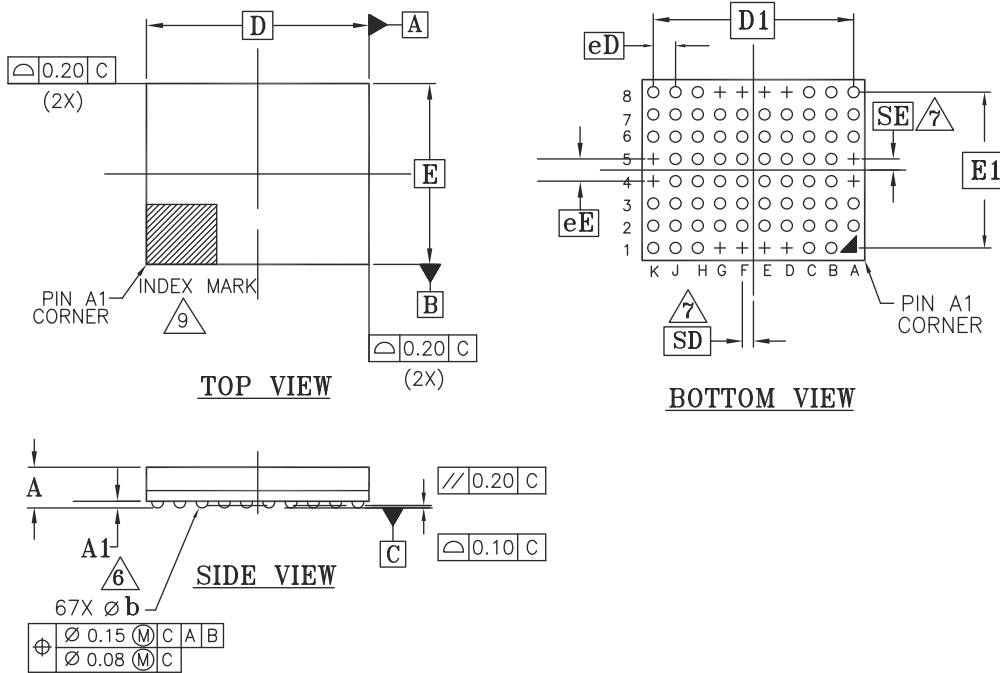 D
A
0.20 C
(2X)
E
PIN A1
CORNER
INDEX MARK
9
B
0.20 C
(2X)
TOP VIEW
D1
eD
8
7
6
5
4
3
2
1
K J H G F E D C B A
SE 7
E1
eE
7
SD
PIN A1
CORNER
BOTTOM VIEW
A
A1
6
SIDE VIEW
// 0.20 C
C
0.10 C
67X Ø b
⌖ Ø 0.15 Ⓜ C A B
Ø 0.08 Ⓜ C